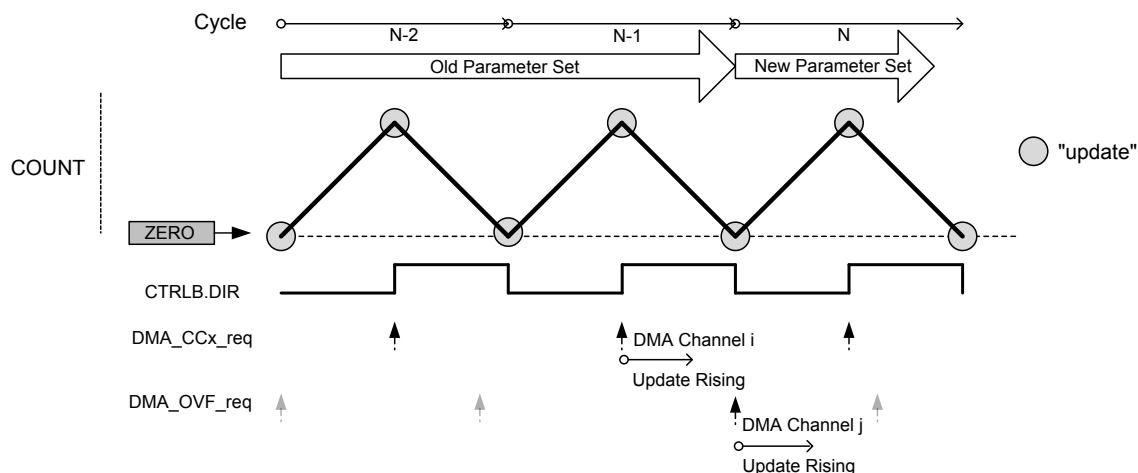 Cycle
N-2
N-1
N
Old Parameter Set
New Parameter Set
COUNT
"update"
ZERO
CTRLB.DIR
DMA_CCx_req
DMA Channel i
Update Rising
DMA_OVF_req
DMA Channel j
Update Rising